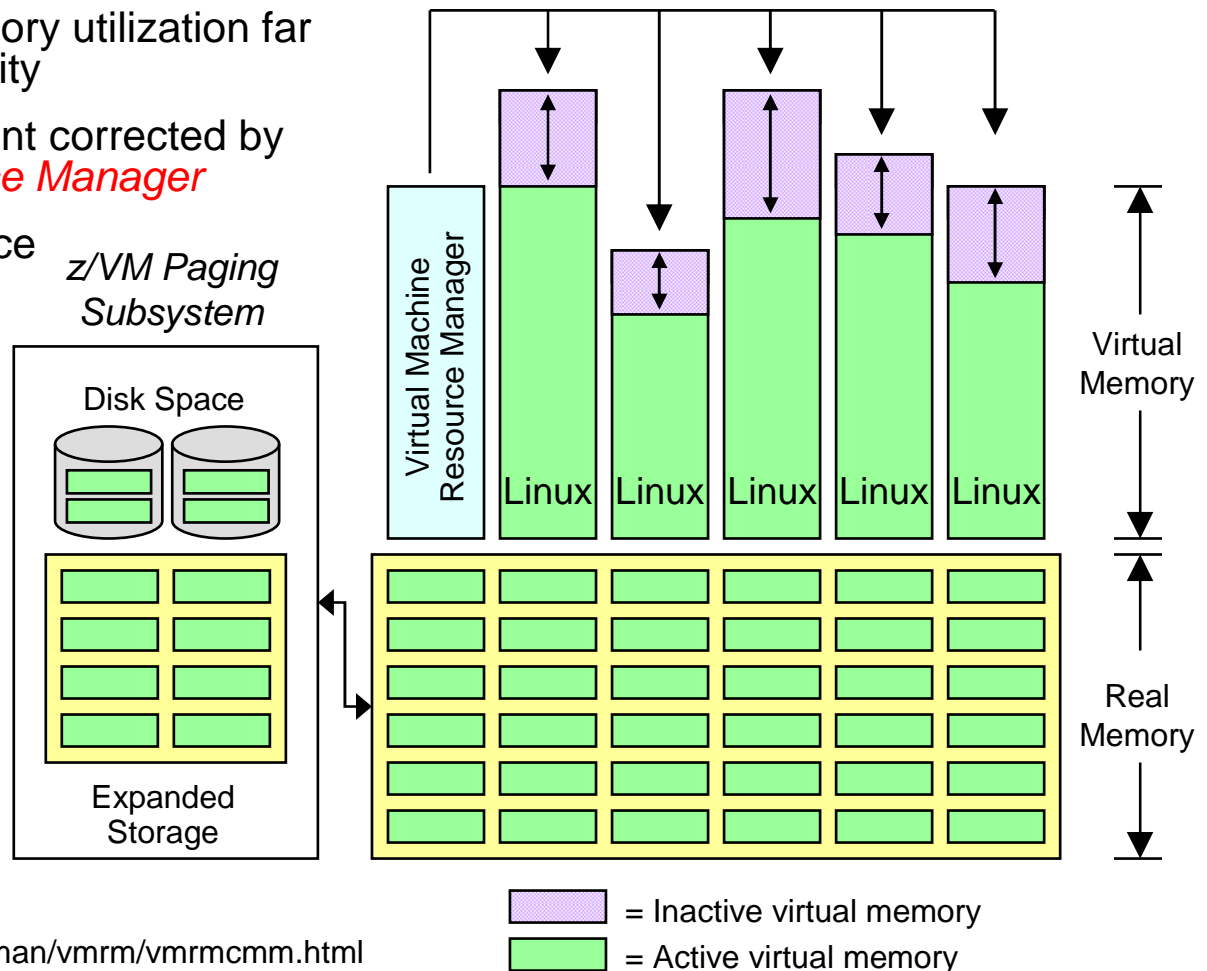 ory utilization far
ity
nt corrected by
e Manager
ce
z/VM Paging
Subsystem
Disk Space
Expanded
Storage
Virtual Machine
Resource Manager
Linux
Linux
Linux
Linux
Linux
Virtual
Memory
Real
Memory
= Inactive virtual memory
= Active virtual memory
man/vmrm/vmrmcmm.html